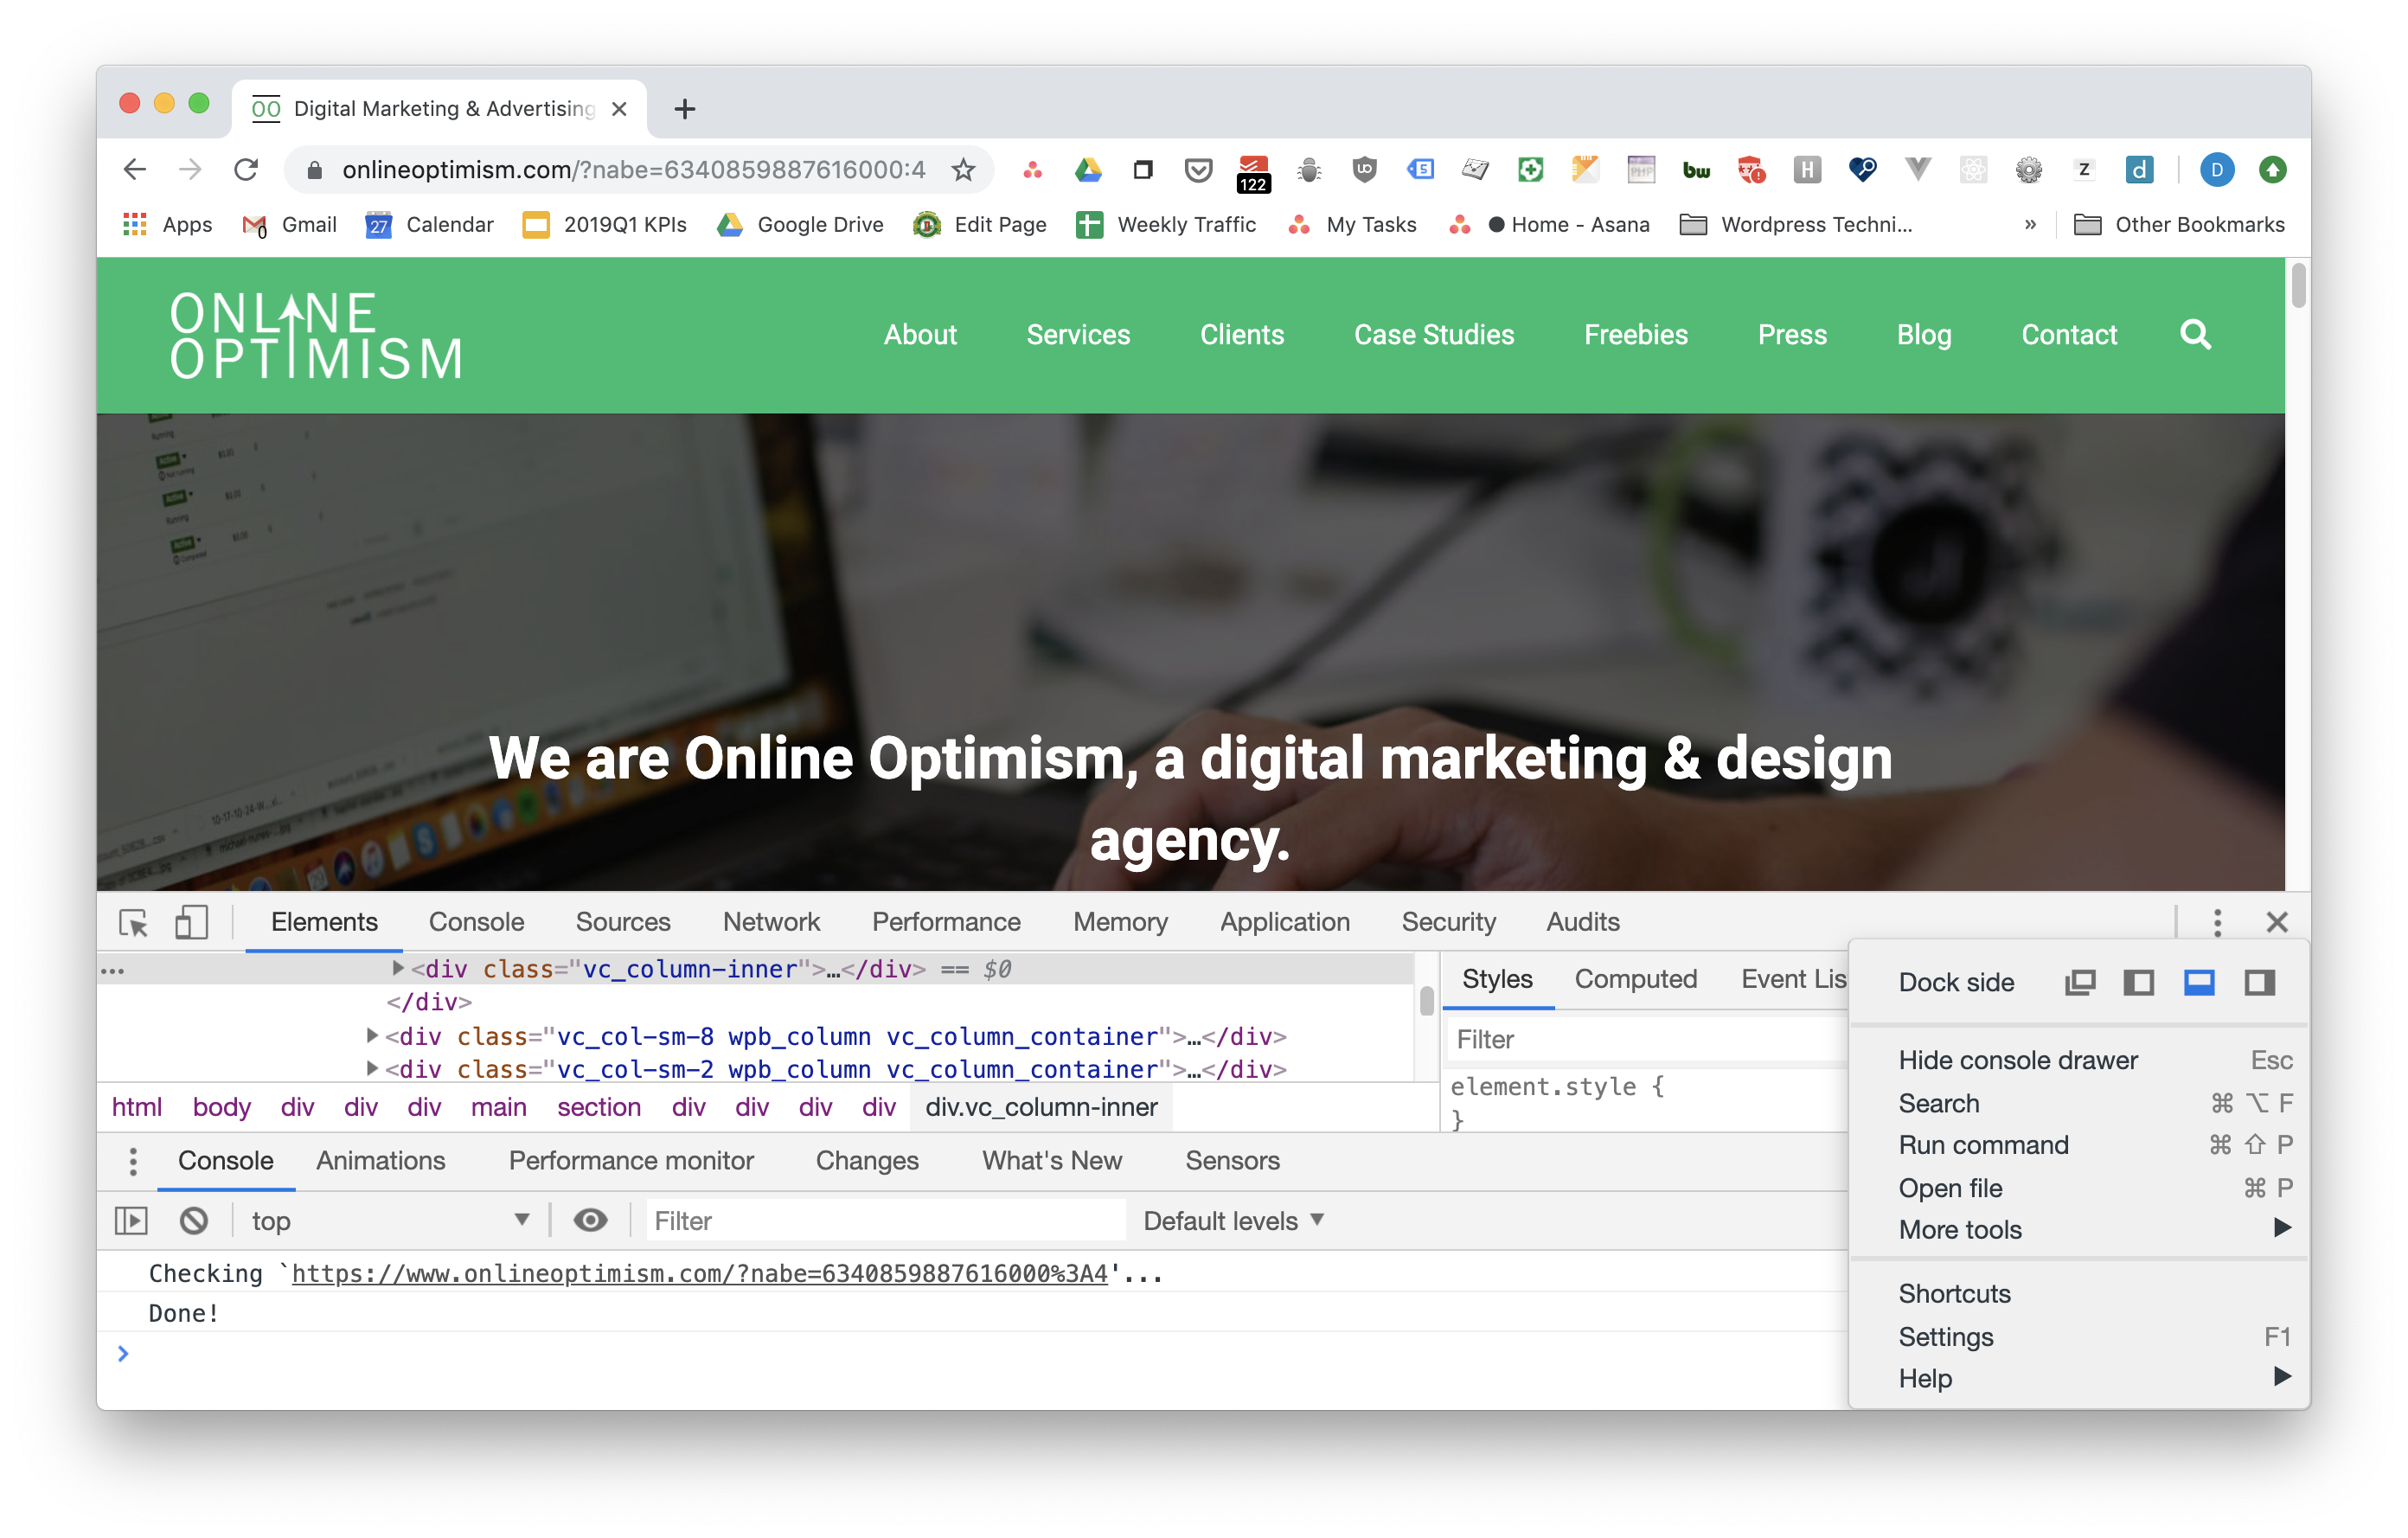 Digital Marketing & Advertising
onlineoptimism.com/?nabe=6340859887616000:4
122
Apps Gmail 27 Calendar 2019Q1 KPIs Google Drive Edit Page Weekly Traffic My Tasks Home - Asana Wordpress Techni... » Other Bookmarks
ONLINE
OPTIMISM
About Services Clients Case Studies Freebies Press Blog Contact
We are Online Optimism, a digital marketing & design
agency.
Elements Console Sources Network Performance Memory Application Security Audits
<div class="vc_column-inner">…</div> == $0
</div>
<div class="vc_col-sm-8 wpb_column vc_column_container">…</div>
<div class="vc_col-sm-2 wpb_column vc_column_container">…</div>
html body div div div main section div div div div div.vc_column-inner
Styles Computed Event Lis
Filter
element.style {
}
Console Animations Performance monitor Changes What's New Sensors
top Filter Default levels
Checking `https://www.onlineoptimism.com/?nabe=6340859887616000%3A4'...
Done!
Dock side
Hide console drawer Esc
Search ⌘ ⌥ F
Run command ⌘ ⇧ P
Open file ⌘ P
More tools
Shortcuts
Settings F1
Help